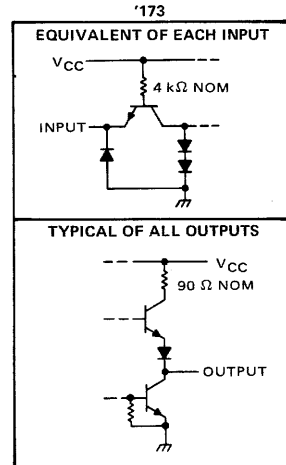 '173
EQUIVALENT OF EACH INPUT
VCC
4 kΩ NOM
INPUT
TYPICAL OF ALL OUTPUTS
VCC
90 Ω NOM
OUTPUT